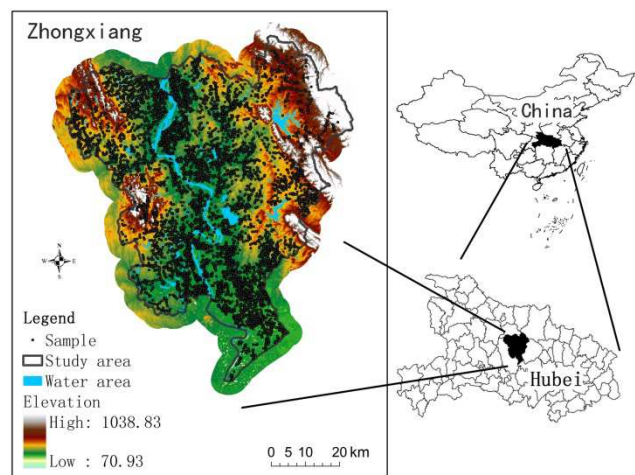 Zhongxiang
N
W E
S
Legend
Sample
Study area
Water area
Elevation
High: 1038.83
Low : 70.93
0 5 10 20 km
China
Hubei